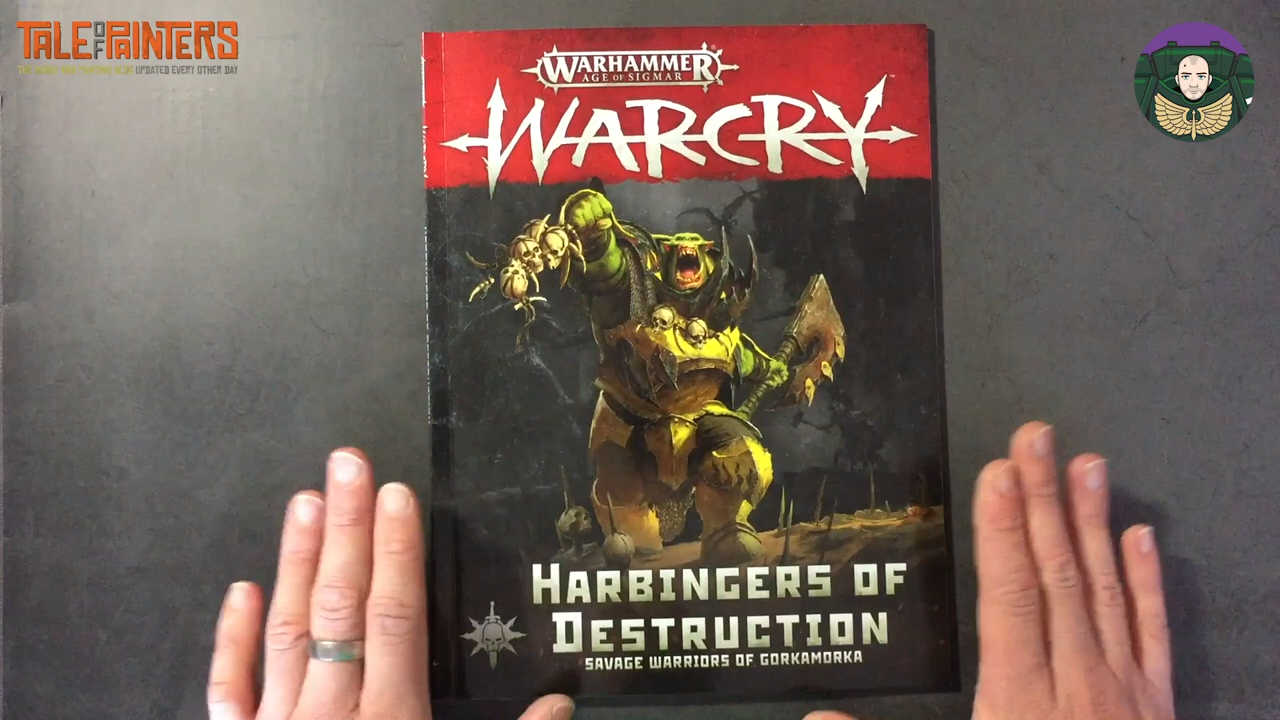 TALE OF PAINTERS
UPDATED EVERY OTHER DAY
WARHAMMER
AGE OF SIGMAR
WARCRY
HARBINGERS OF
DESTRUCTION
SAVAGE WARRIORS OF GORKAMORKA